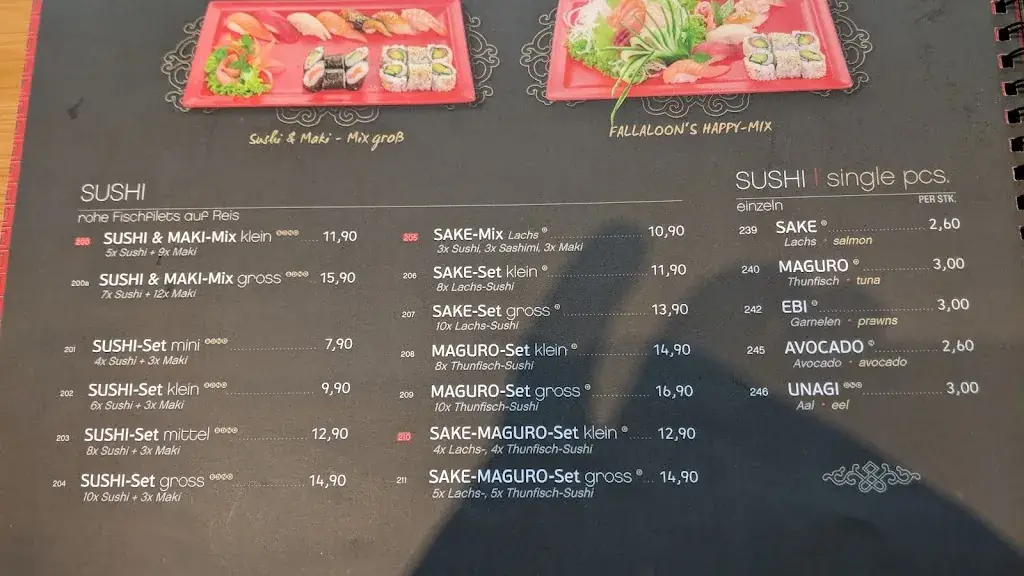 Sushi & Maki - Mix groß
FALLALOON'S HAPPY-MIX
SUSHI
rohe Fischfilets auf Reis
200 SUSHI & MAKI-Mix klein 11,90
5x Sushi + 9x Maki
200a SUSHI & MAKI-Mix gross 15,90
7x Sushi + 12x Maki
201 SUSHI-Set mini 7,90
4x Sushi + 3x Maki
202 SUSHI-Set klein 9,90
6x Sushi + 3x Maki
203 SUSHI-Set mittel 12,90
8x Sushi + 3x Maki
204 SUSHI-Set gross 14,90
10x Sushi + 3x Maki
205 SAKE-Mix Lachs 10,90
3x Sushi, 3x Sashimi, 3x Maki
206 SAKE-Set klein 11,90
8x Lachs-Sushi
207 SAKE-Set gross 13,90
10x Lachs-Sushi
208 MAGURO-Set klein 14,90
8x Thunfisch-Sushi
209 MAGURO-Set gross 16,90
10x Thunfisch-Sushi
210 SAKE-MAGURO-Set klein 12,90
4x Lachs-, 4x Thunfisch-Sushi
211 SAKE-MAGURO-Set gross 14,90
5x Lachs-, 5x Thunfisch-Sushi
SUSHI | single pcs.
einzeln PER STK.
239 SAKE 2,60
Lachs · salmon
240 MAGURO 3,00
Thunfisch · tuna
242 EBI 3,00
Garnelen · prawns
245 AVOCADO 2,60
Avocado · avocado
246 UNAGI 3,00
Aal · eel